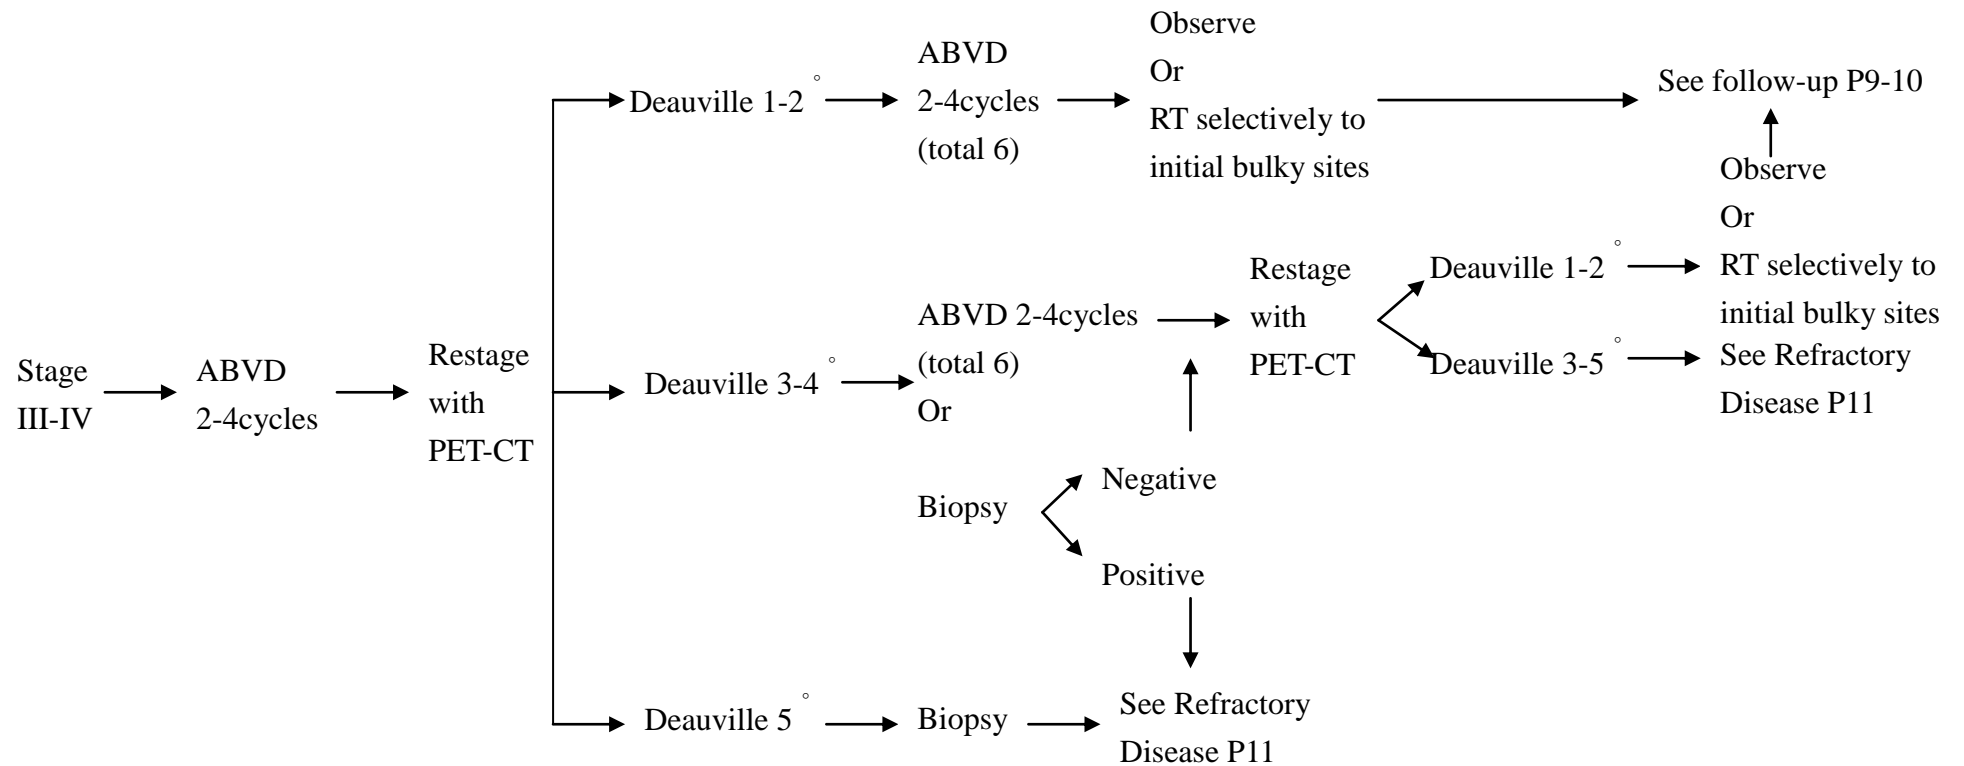 Stage
III-IV
ABVD
2-4cycles
Restage
with
PET-CT
Deauville 1-2°
ABVD
2-4cycles
(total 6)
Observe
Or
RT selectively to
initial bulky sites
See follow-up P9-10
Deauville 3-4°
ABVD 2-4cycles
(total 6)
Or
Biopsy
Negative
Positive
Restage
with
PET-CT
Deauville 1-2°
Observe
Or
RT selectively to
initial bulky sites
Deauville 3-5°
See Refractory
Disease P11
Deauville 5°
Biopsy
See Refractory
Disease P11